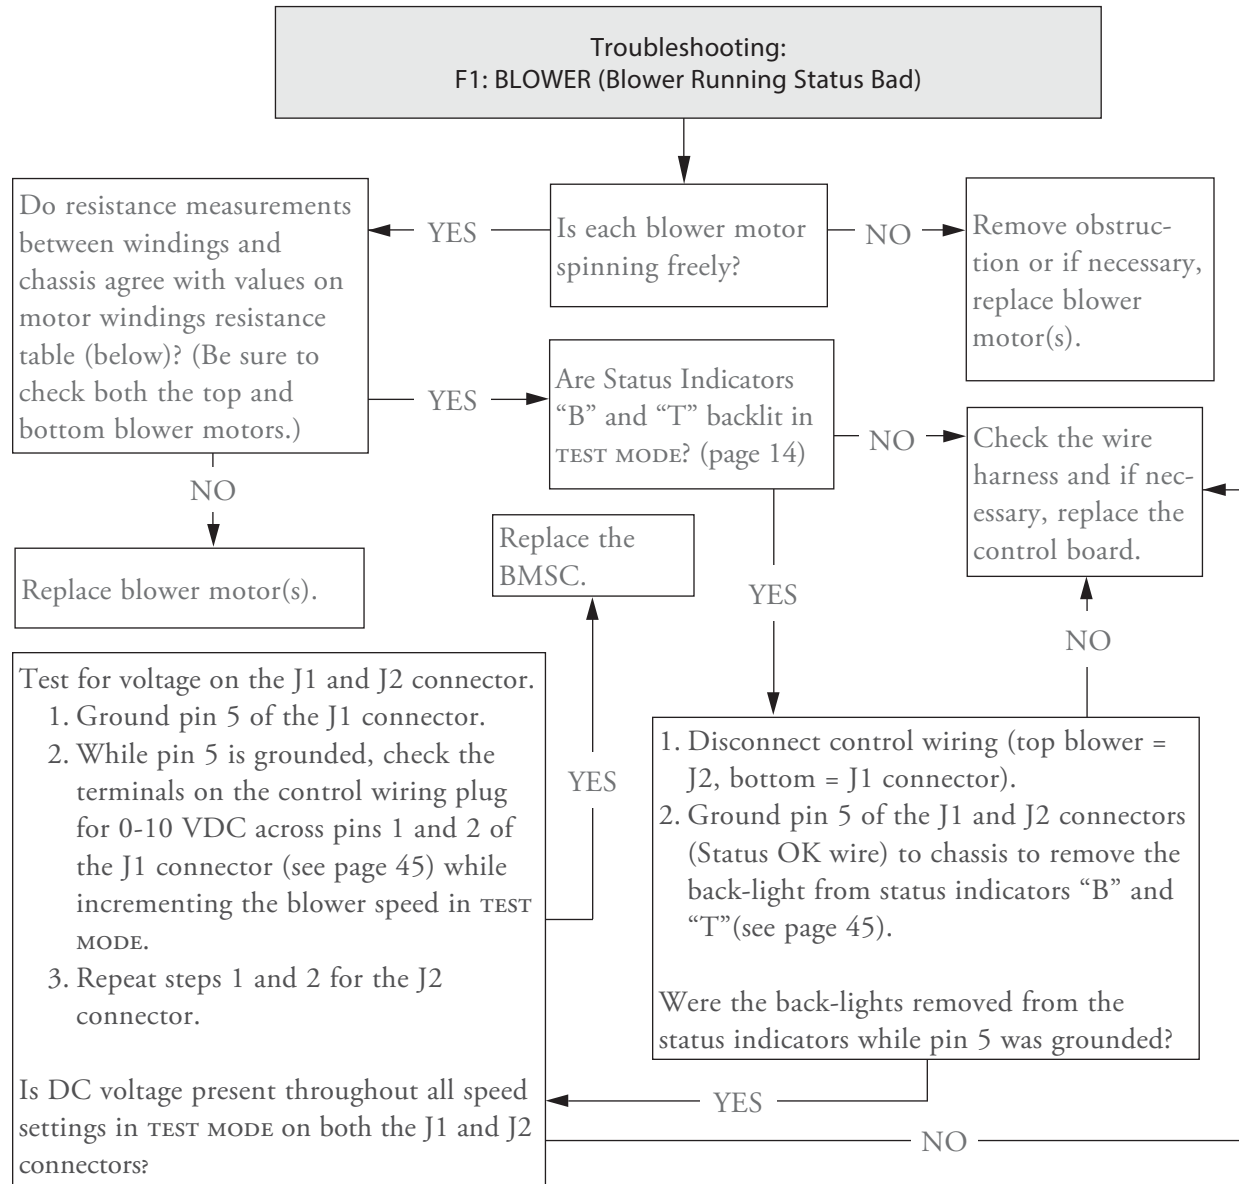 Troubleshooting:
F1: BLOWER (Blower Running Status Bad)
Is each blower motor
spinning freely?
YES
NO
Remove obstruc-
tion or if necessary,
replace blower
motor(s).
Do resistance measurements
between windings and
chassis agree with values on
motor windings resistance
table (below)? (Be sure to
check both the top and
bottom blower motors.)
YES
NO
Replace blower motor(s).
Are Status Indicators
“B” and “T” backlit in
TEST MODE? (page 14)
NO
YES
Check the wire
harness and if nec-
essary, replace the
control board.
NO
1. Disconnect control wiring (top blower =
J2, bottom = J1 connector).
2. Ground pin 5 of the J1 and J2 connectors
(Status OK wire) to chassis to remove the
back-light from status indicators “B” and
“T”(see page 45).
Were the back-lights removed from the
status indicators while pin 5 was grounded?
YES
Replace the
BMSC.
YES
Test for voltage on the J1 and J2 connector.
1. Ground pin 5 of the J1 connector.
2. While pin 5 is grounded, check the
terminals on the control wiring plug
for 0-10 VDC across pins 1 and 2 of
the J1 connector (see page 45) while
incrementing the blower speed in TEST
MODE.
3. Repeat steps 1 and 2 for the J2
connector.
Is DC voltage present throughout all speed
settings in TEST MODE on both the J1 and J2
connectors?
NO